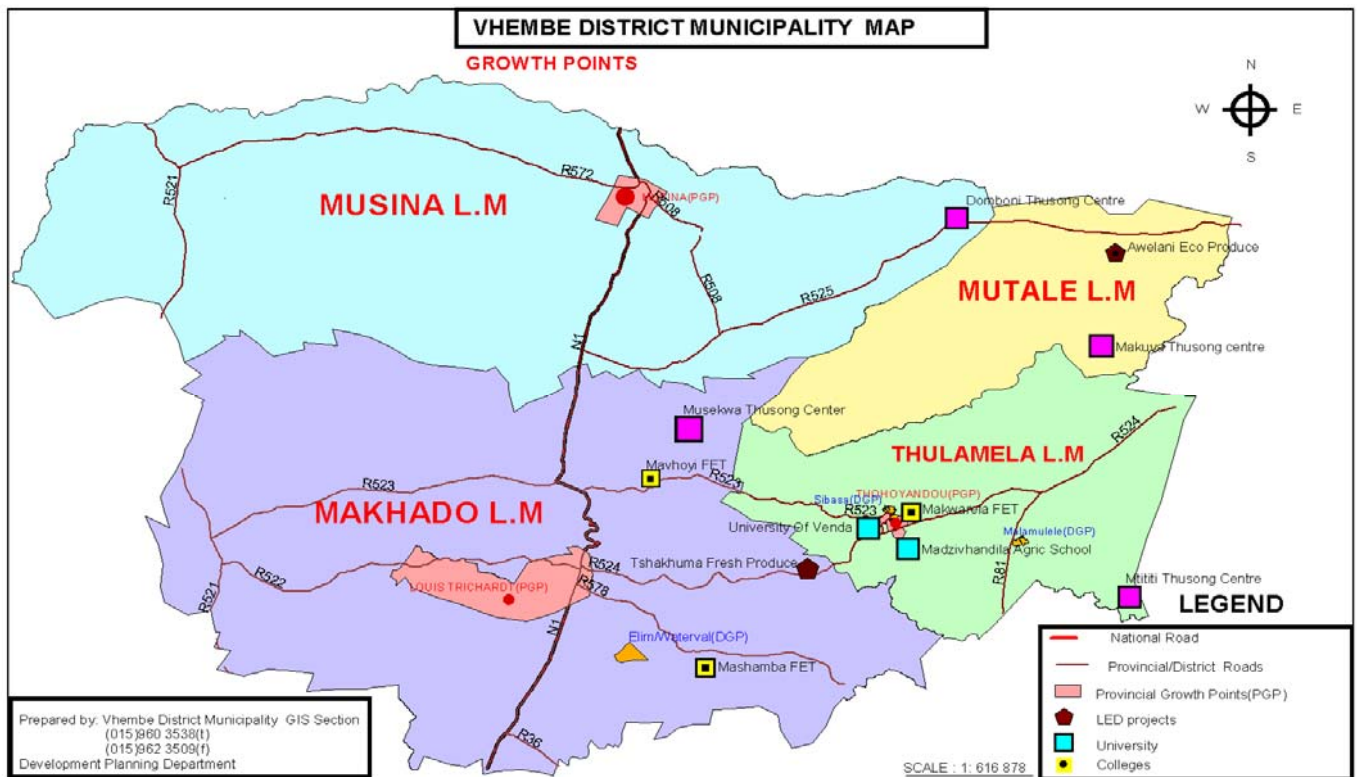 VHEMBE DISTRICT MUNICIPALITY MAP
GROWTH POINTS
N
W
E
S
R521
R572
MUSINA L.M
(PGP)
R508
Domboni Thusong Centre
Awelani Eco Produce
MUTALE L.M
R508
R525
N1
Makuya Thusong centre
Musekwa Thusong Center
R524
THULAMELA L.M
Mavhoyi FET
R523
R523
THOHOYANDOU(PGP)
Sibasa(DGP)
MAKHADO L.M
R523
Makwarela FET
University Of Venda
Malamulele(DGP)
Madzivhandila Agric School
R524
Tshakhuma Fresh Produce
R81
R522
R578
LOUIS TRICHARDT(PGP)
R521
Mtititi Thusong Centre
LEGEND
N1
Elim/Waterval(DGP)
Mashamba FET
R36
National Road
Provincial/District Roads
Provincial Growth Points(PGP)
LED projects
University
Colleges
Prepared by: Vhembe District Municipality GIS Section
(015)960 3538(t)
(015)962 3509(f)
Development Planning Department
SCALE : 1: 616 878